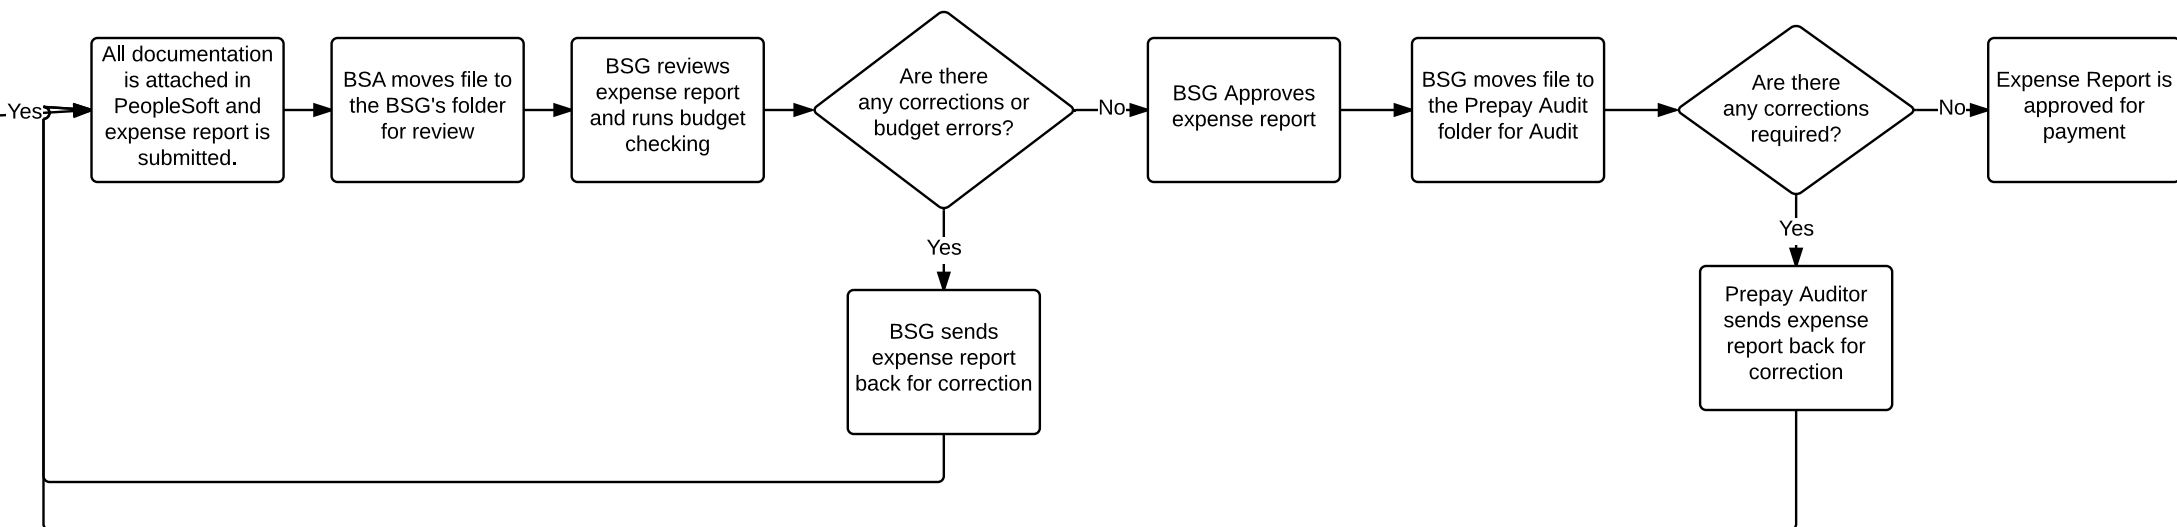 Yes
All documentation
is attached in
PeopleSoft and
expense report is
submitted.
BSA moves file to
the BSG's folder
for review
BSG reviews
expense report
and runs budget
checking
Are there
any corrections or
budget errors?
No
BSG Approves
expense report
BSG moves file to
the Prepay Audit
folder for Audit
Are there
any corrections
required?
No
Expense Report is
approved for
payment
Yes
BSG sends
expense report
back for correction
Yes
Prepay Auditor
sends expense
report back for
correction